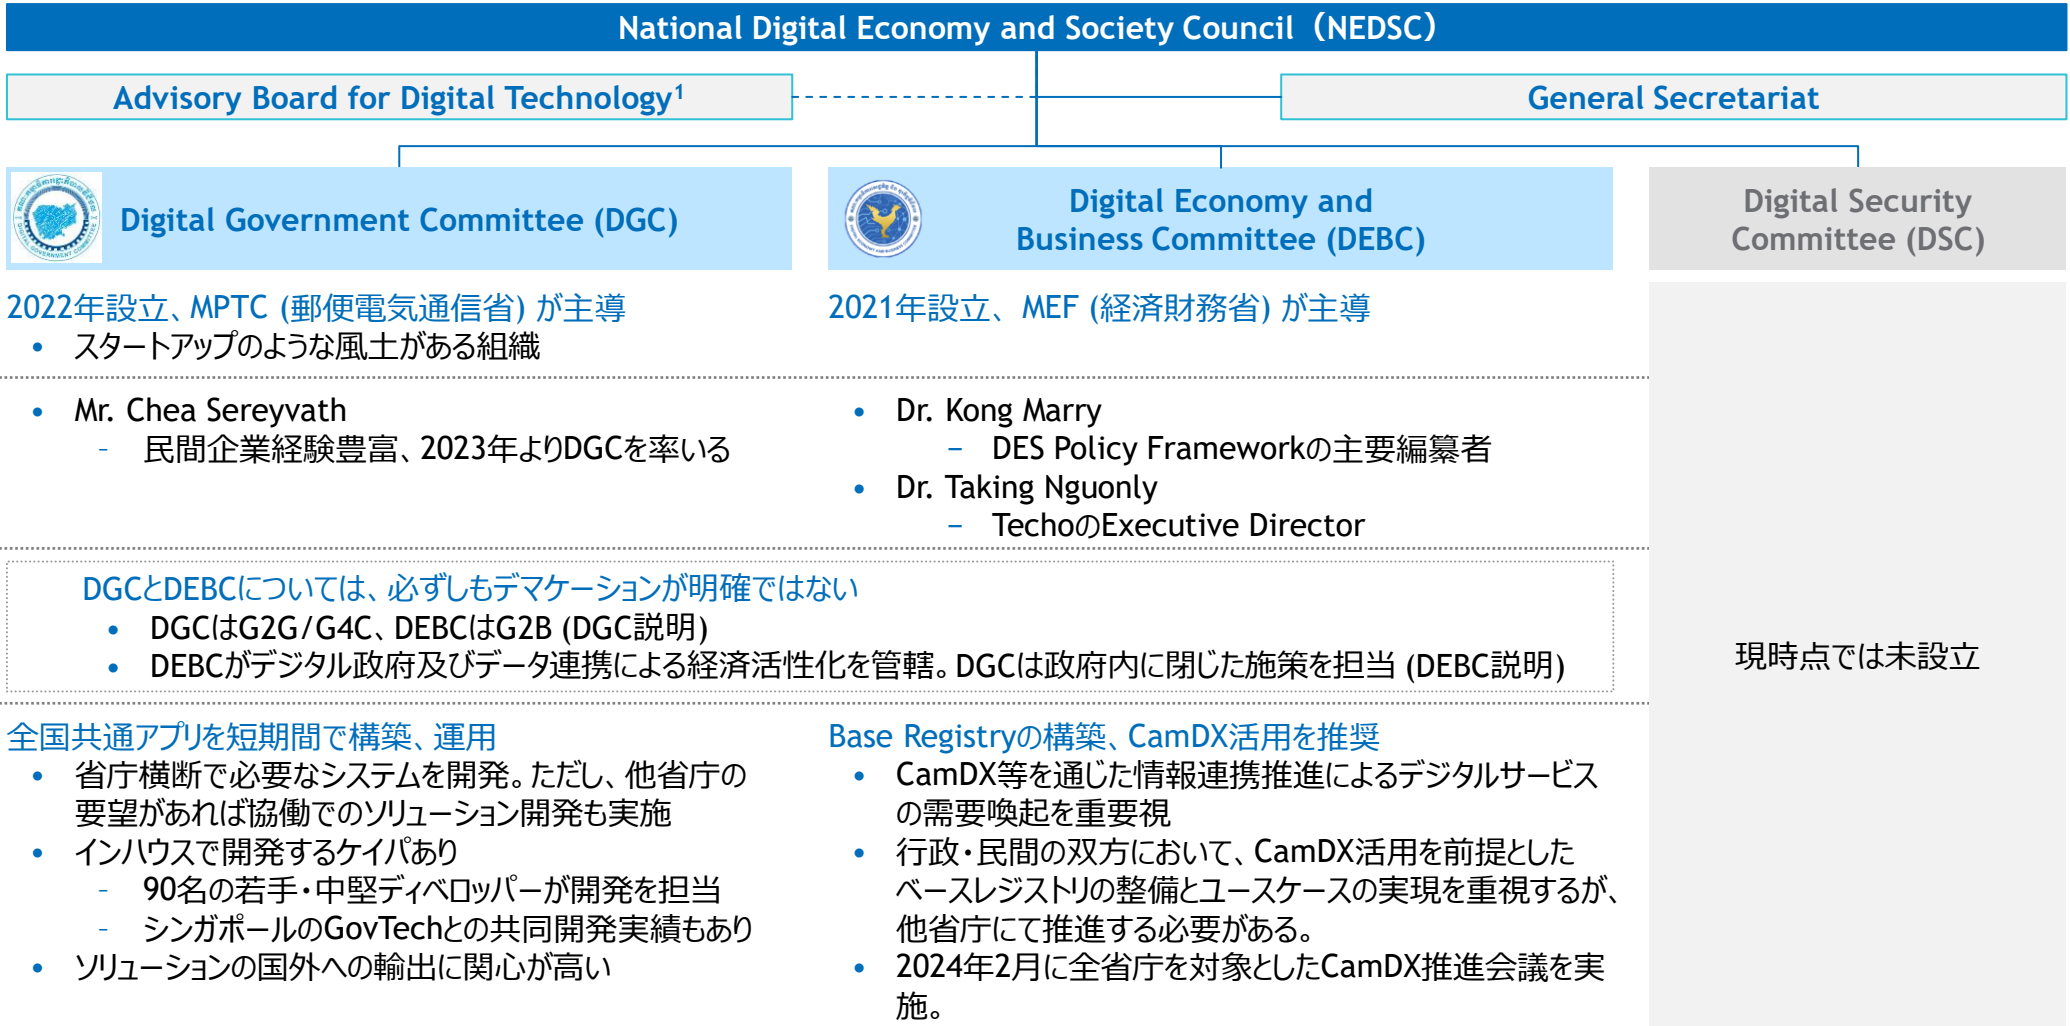 National Digital Economy and Society Council（NEDSC）
Advisory Board for Digital Technology1
General Secretariat
Digital Government Committee (DGC)
Digital Economy and
Business Committee (DEBC)
Digital Security
Committee (DSC)
2022年設立、MPTC (郵便電気通信省) が主導
• スタートアップのような風土がある組織
2021年設立、 MEF (経済財務省) が主導
• Mr. Chea Sereyvath
- 民間企業経験豊富、2023年よりDGCを率いる
• Dr. Kong Marry
– DES Policy Frameworkの主要編纂者
• Dr. Taking Nguonly
– TechoのExecutive Director
DGCとDEBCについては、必ずしもデマケーションが明確ではない
• DGCはG2G/G4C、DEBCはG2B (DGC説明)
• DEBCがデジタル政府及びデータ連携による経済活性化を管轄。DGCは政府内に閉じた施策を担当 (DEBC説明)
現時点では未設立
全国共通アプリを短期間で構築、運用
• 省庁横断で必要なシステムを開発。ただし、他省庁の
要望があれば協働でのソリューション開発も実施
• インハウスで開発するケイパあり
- 90名の若手・中堅ディベロッパーが開発を担当
- シンガポールのGovTechとの共同開発実績もあり
• ソリューションの国外への輸出に関心が高い
Base Registryの構築、CamDX活用を推奨
• CamDX等を通じた情報連携推進によるデジタルサービス
の需要喚起を重要視
• 行政・民間の双方において、CamDX活用を前提とした
ベースレジストリの整備とユースケースの実現を重視するが、
他省庁にて推進する必要がある。
• 2024年2月に全省庁を対象としたCamDX推進会議を実
施。